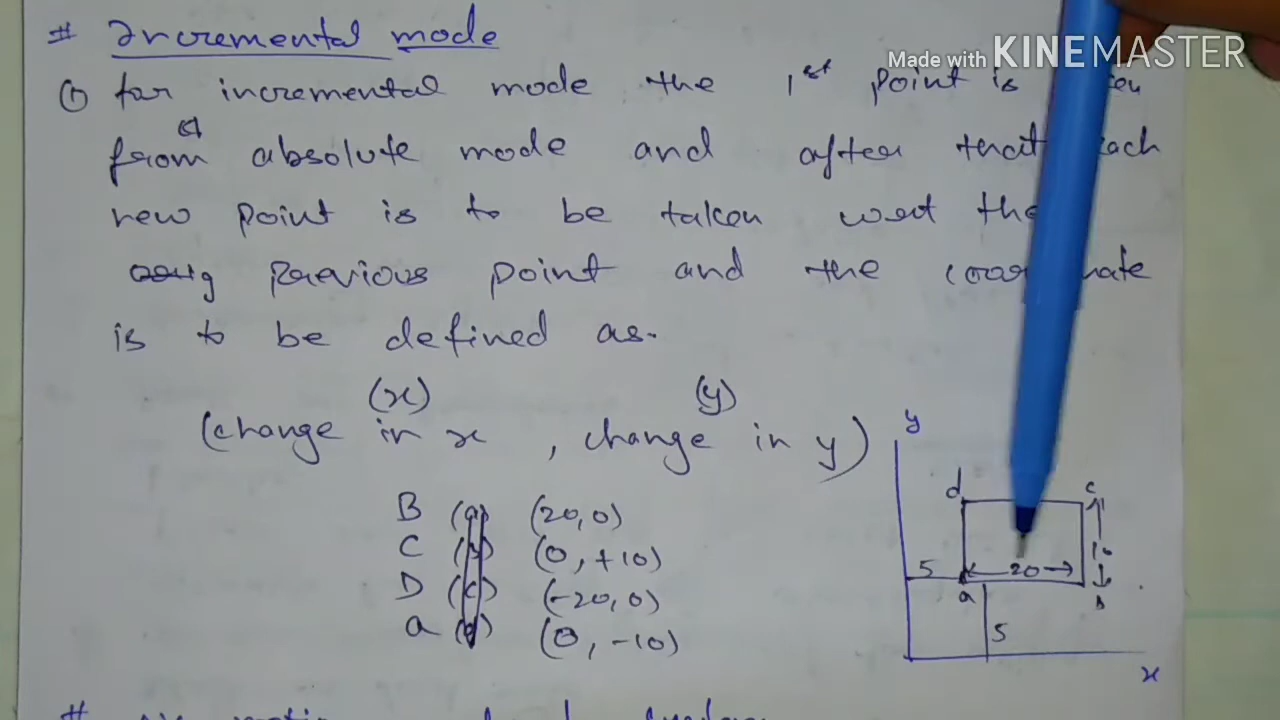 # Incremental mode
Made with KINEMASTER
① for incremental mode the 1st point is
from absolute mode and after that
new point is to be taken wrt the
previous point and the
is to be defined as.
(x) (y)
(change in x , change in y)
B (20,0)
C (0, +10)
D (-20,0)
a (0, -10)
y
d c
5 20 10
a B
5
x